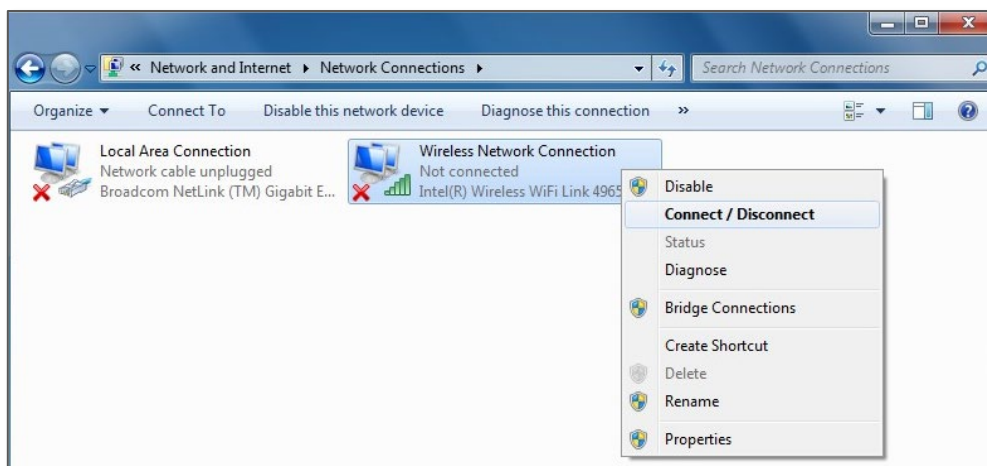 « Network and Internet ▸ Network Connections ▸
Search Network Connections
Organize Connect To Disable this network device Diagnose this connection »
Local Area Connection
Network cable unplugged
Broadcom NetLink (TM) Gigabit E...
Wireless Network Connection
Not connected
Intel(R) Wireless WiFi Link 4965
Disable
Connect / Disconnect
Status
Diagnose
Bridge Connections
Create Shortcut
Delete
Rename
Properties